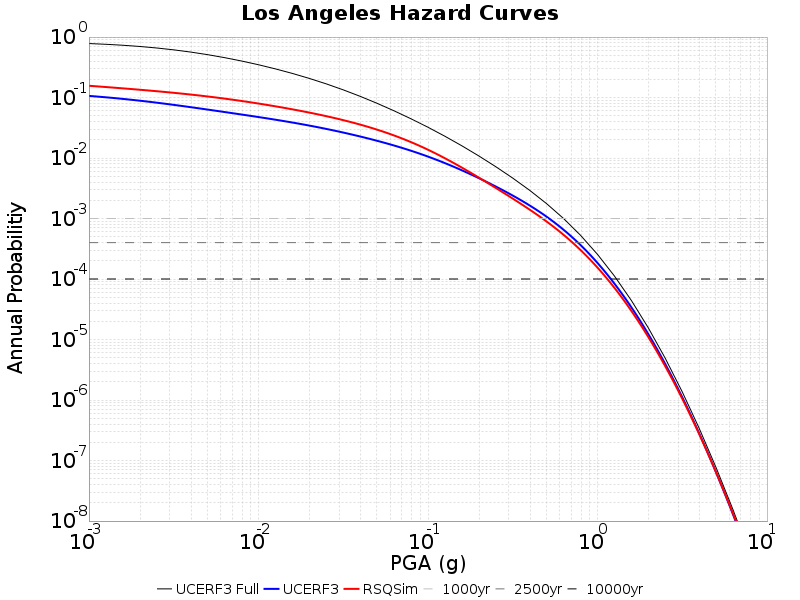 Los Angeles Hazard Curves
Annual Probabilitiy
10^0
10^-1
10^-2
10^-3
10^-4
10^-5
10^-6
10^-7
10^-8
10^-3 10^-2 10^-1 10^0 10^1
PGA (g)
UCERF3 Full UCERF3 RSQSim 1000yr 2500yr 10000yr